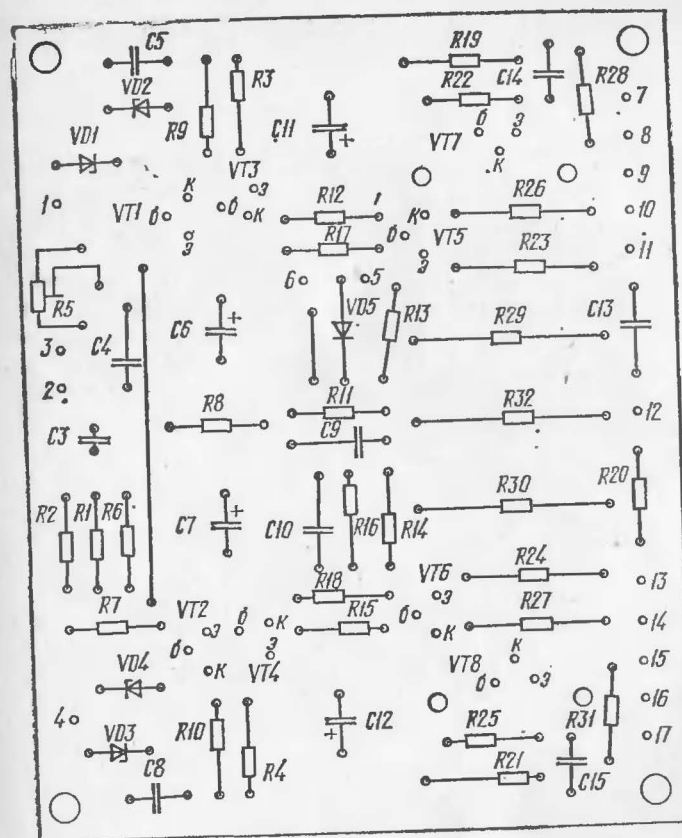 C5
R19
VD2
R3
R22
C14
R28
7
R9
C11
+
VT7
б
Э
8
VD1
VT3
К
9
К
Э
R12
1
R26
1
VT1
б
б
К
К
10
Э
R17
б
VT5
R23
11
Э
6
5
R5
C6
+
VD5
R13
R29
C13
3
C4
2
R8
R11
R32
12
C3
C9
R2
R1
R6
C7
+
C10
R16
R14
R30
R20
R18
VT6
R24
13
Э
R7
VT2
б
К
R15
б
R27
14
Э
Э
К
б
VT4
К
VT8
15
VD4
К
б
Э
16
4
R10
C12
R25
R31
17
VD3
+
R4
R21
C15
C8